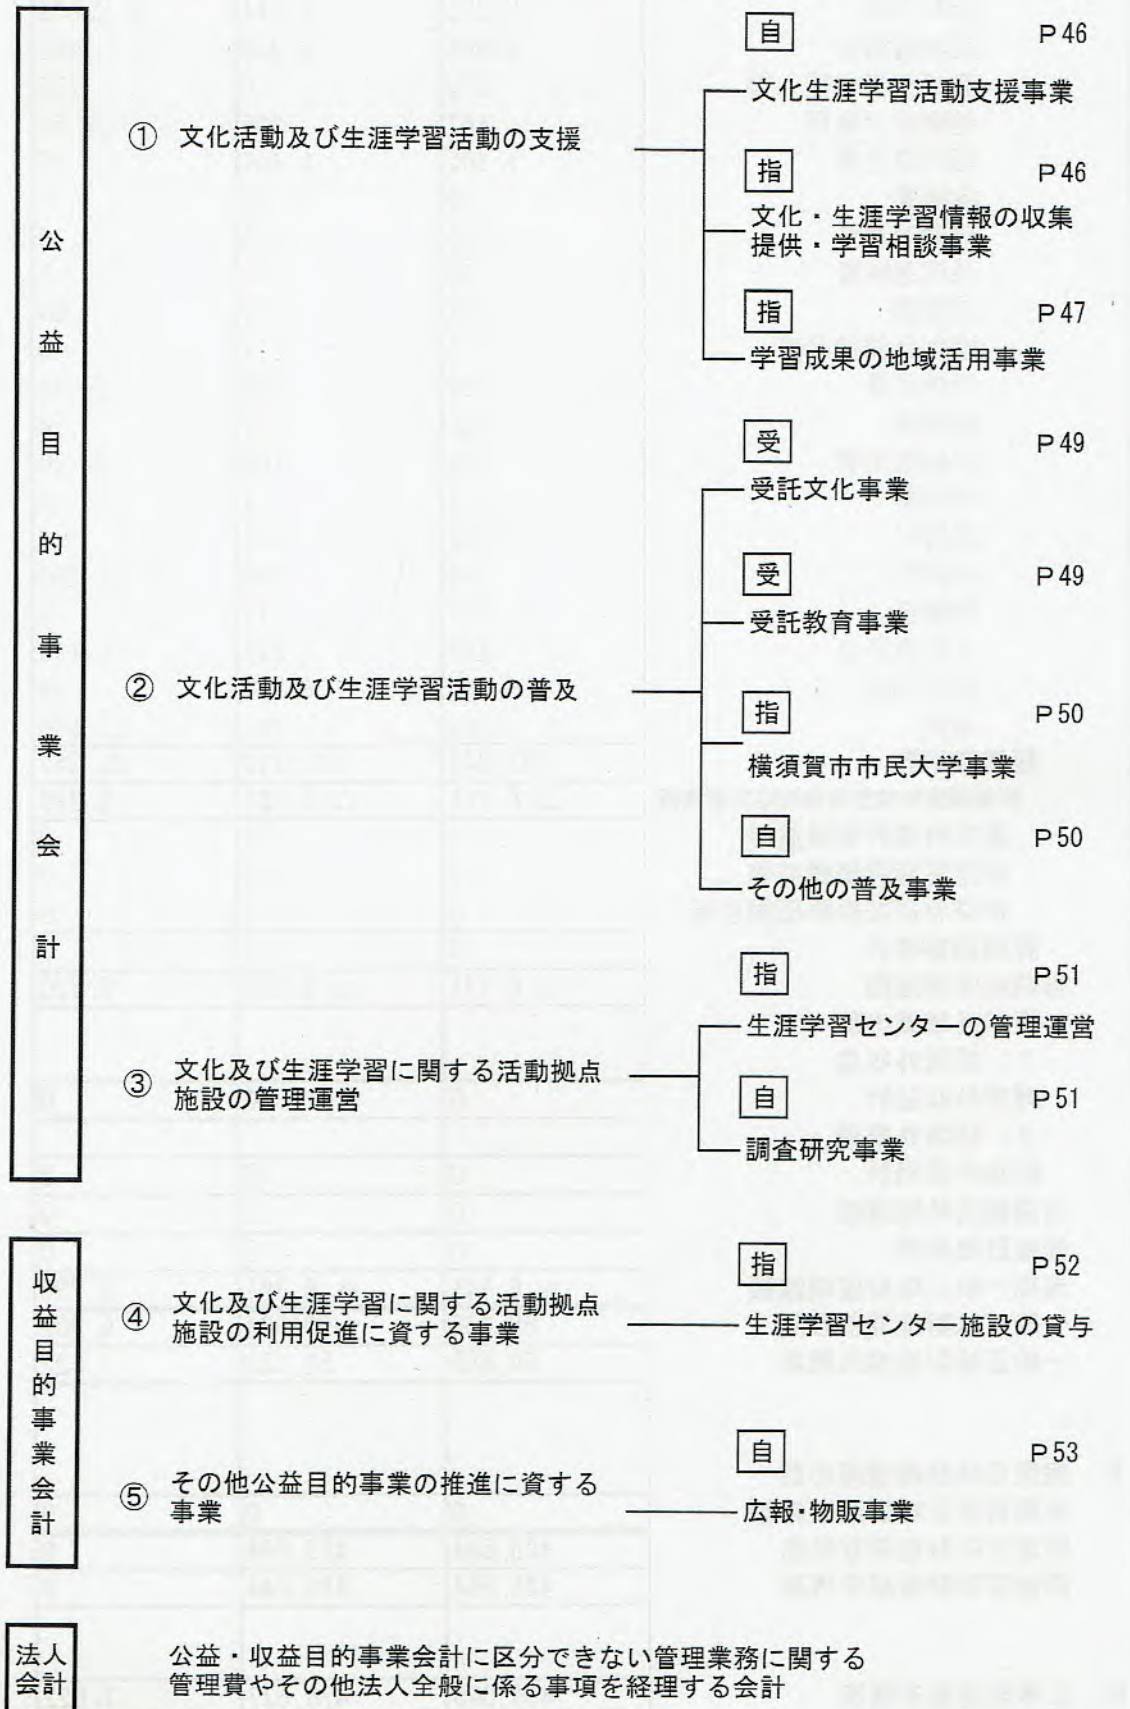 公益目的事業会計
① 文化活動及び生涯学習活動の支援
自 P46
文化生涯学習活動支援事業
指 P46
文化・生涯学習情報の収集
提供・学習相談事業
指 P47
学習成果の地域活用事業
② 文化活動及び生涯学習活動の普及
受 P49
受託文化事業
受 P49
受託教育事業
指 P50
横須賀市市民大学事業
自 P50
その他の普及事業
③ 文化及び生涯学習に関する活動拠点
施設の管理運営
指 P51
生涯学習センターの管理運営
自 P51
調査研究事業
収益目的事業会計
④ 文化及び生涯学習に関する活動拠点
施設の利用促進に資する事業
指 P52
生涯学習センター施設の貸与
⑤ その他公益目的事業の推進に資する
事業
自 P53
広報・物販事業
法人
会計
公益・収益目的事業会計に区分できない管理業務に関する
管理費やその他法人全般に係る事項を経理する会計